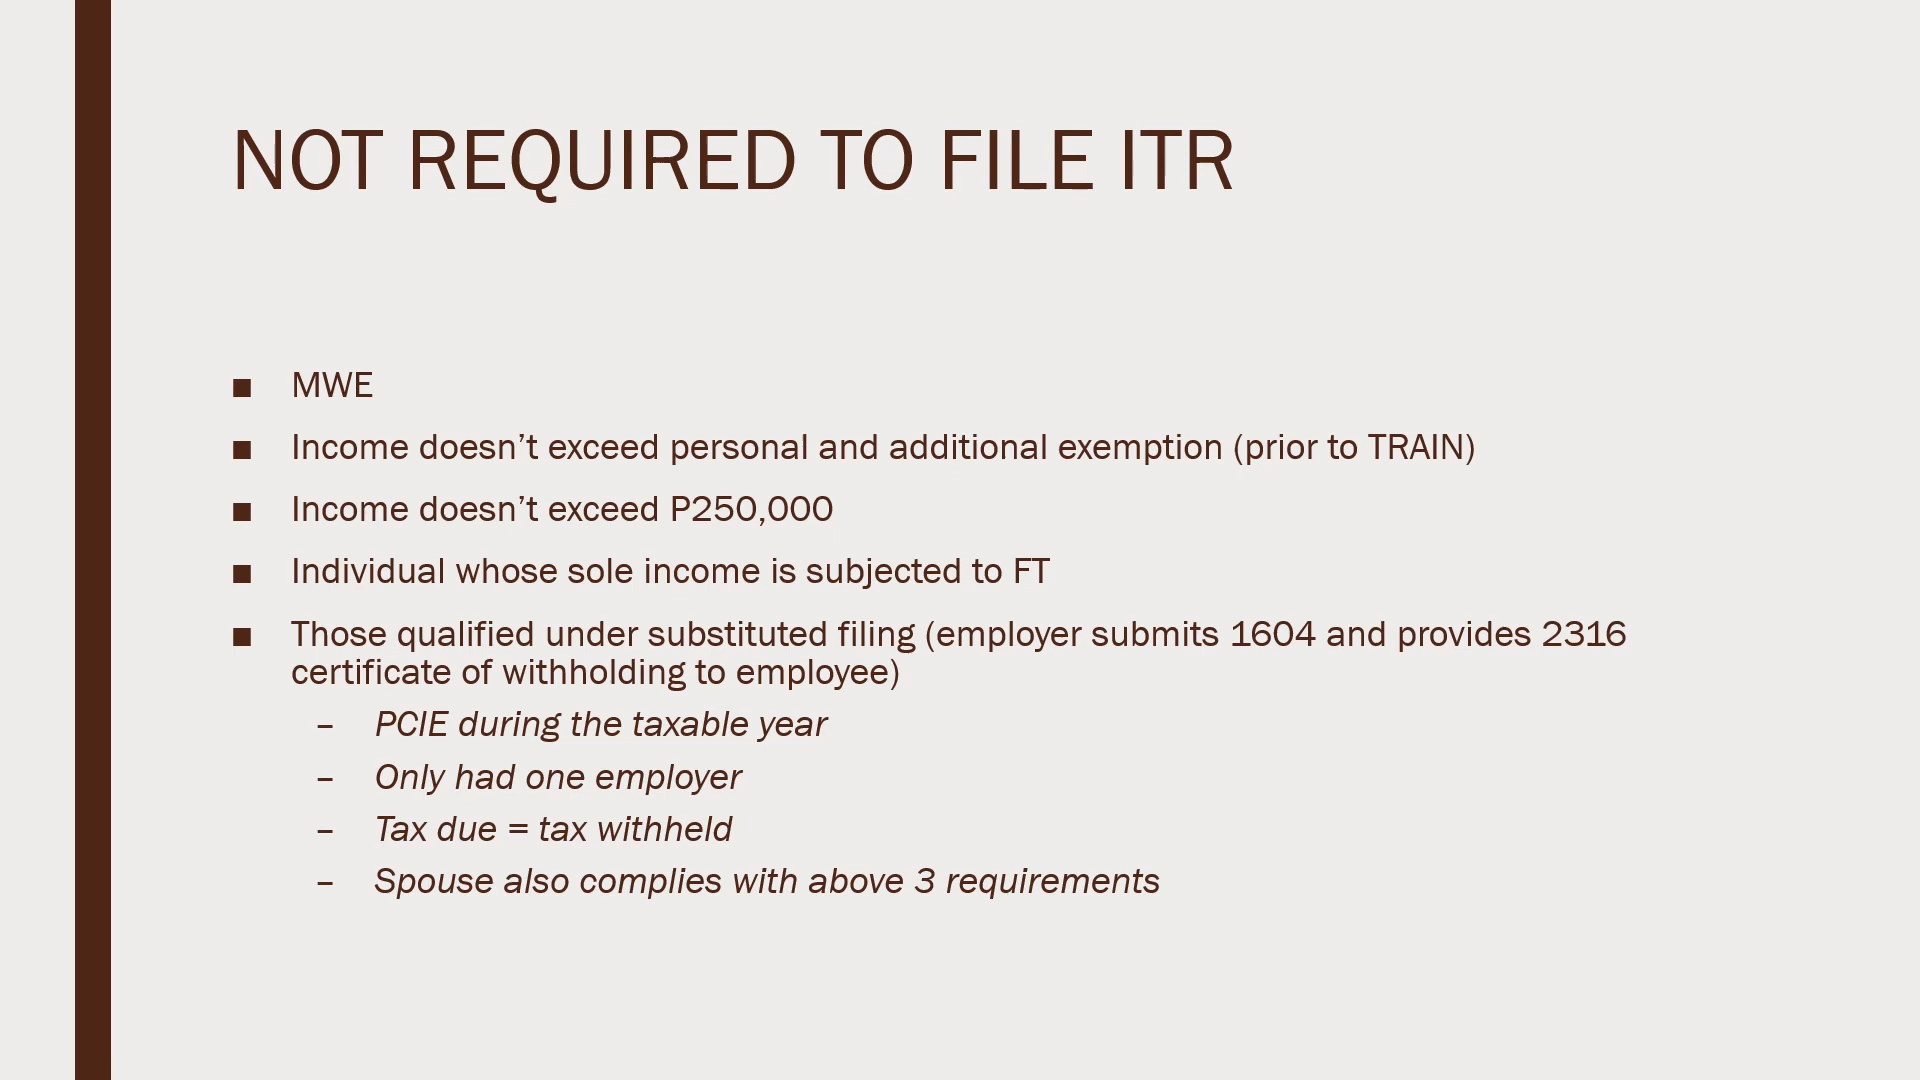 NOT REQUIRED TO FILE ITR
■ MWE
■ Income doesn’t exceed personal and additional exemption (prior to TRAIN)
■ Income doesn’t exceed P250,000
■ Individual whose sole income is subjected to FT
■ Those qualified under substituted filing (employer submits 1604 and provides 2316
certificate of withholding to employee)
– PCIE during the taxable year
– Only had one employer
– Tax due = tax withheld
– Spouse also complies with above 3 requirements